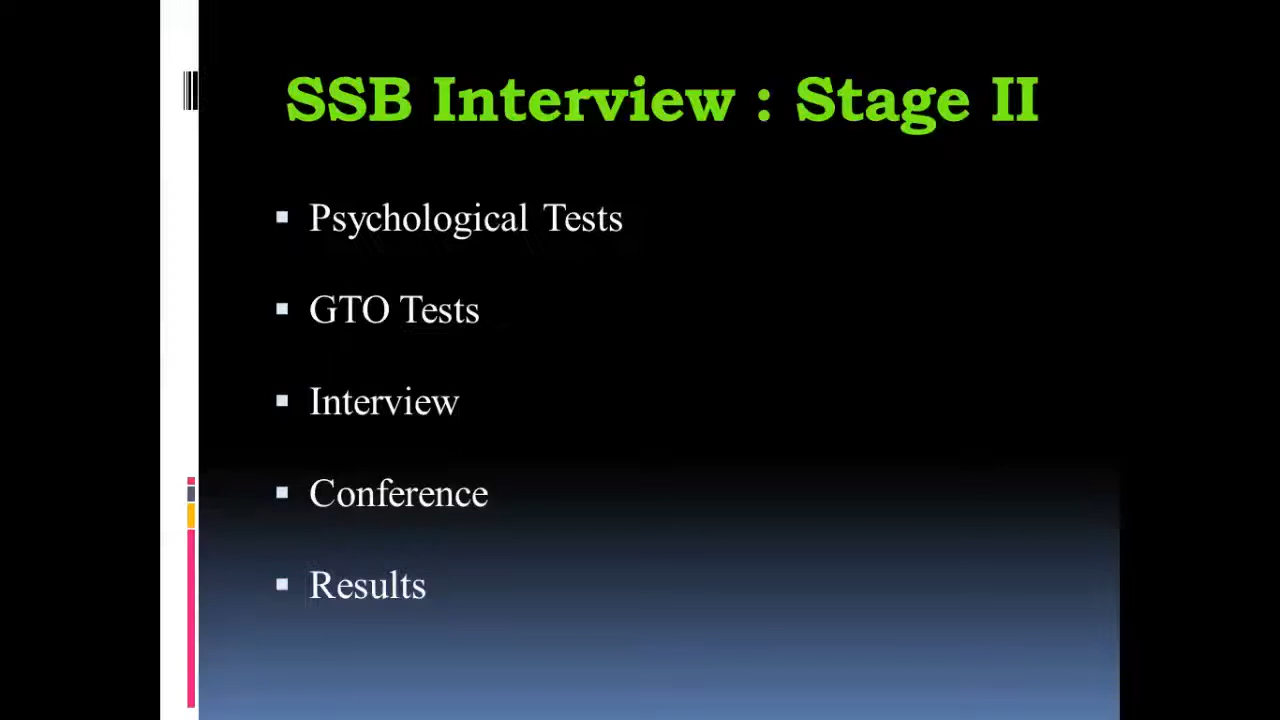 SSB Interview : Stage II
Psychological Tests
GTO Tests
Interview
Conference
Results